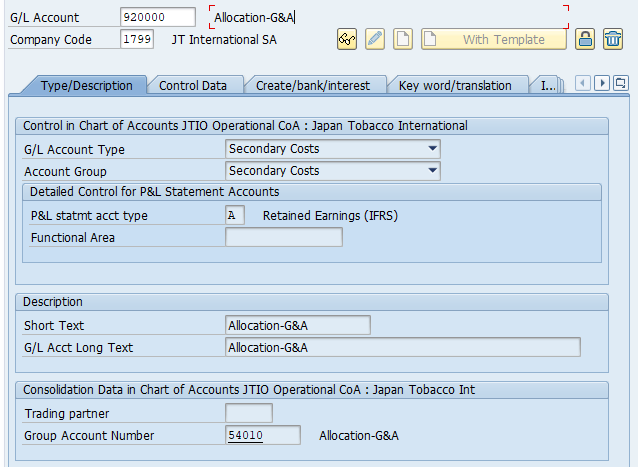 G/L Account 920000 Allocation-G&A
Company Code 1799 JT International SA With Template
Type/Description Control Data Create/bank/interest Key word/translation I...
Control in Chart of Accounts JTIO Operational CoA : Japan Tobacco International
G/L Account Type Secondary Costs
Account Group Secondary Costs
Detailed Control for P&L Statement Accounts
P&L statmt acct type A Retained Earnings (IFRS)
Functional Area
Description
Short Text Allocation-G&A
G/L Acct Long Text Allocation-G&A
Consolidation Data in Chart of Accounts JTIO Operational CoA : Japan Tobacco Int
Trading partner
Group Account Number 54010 Allocation-G&A